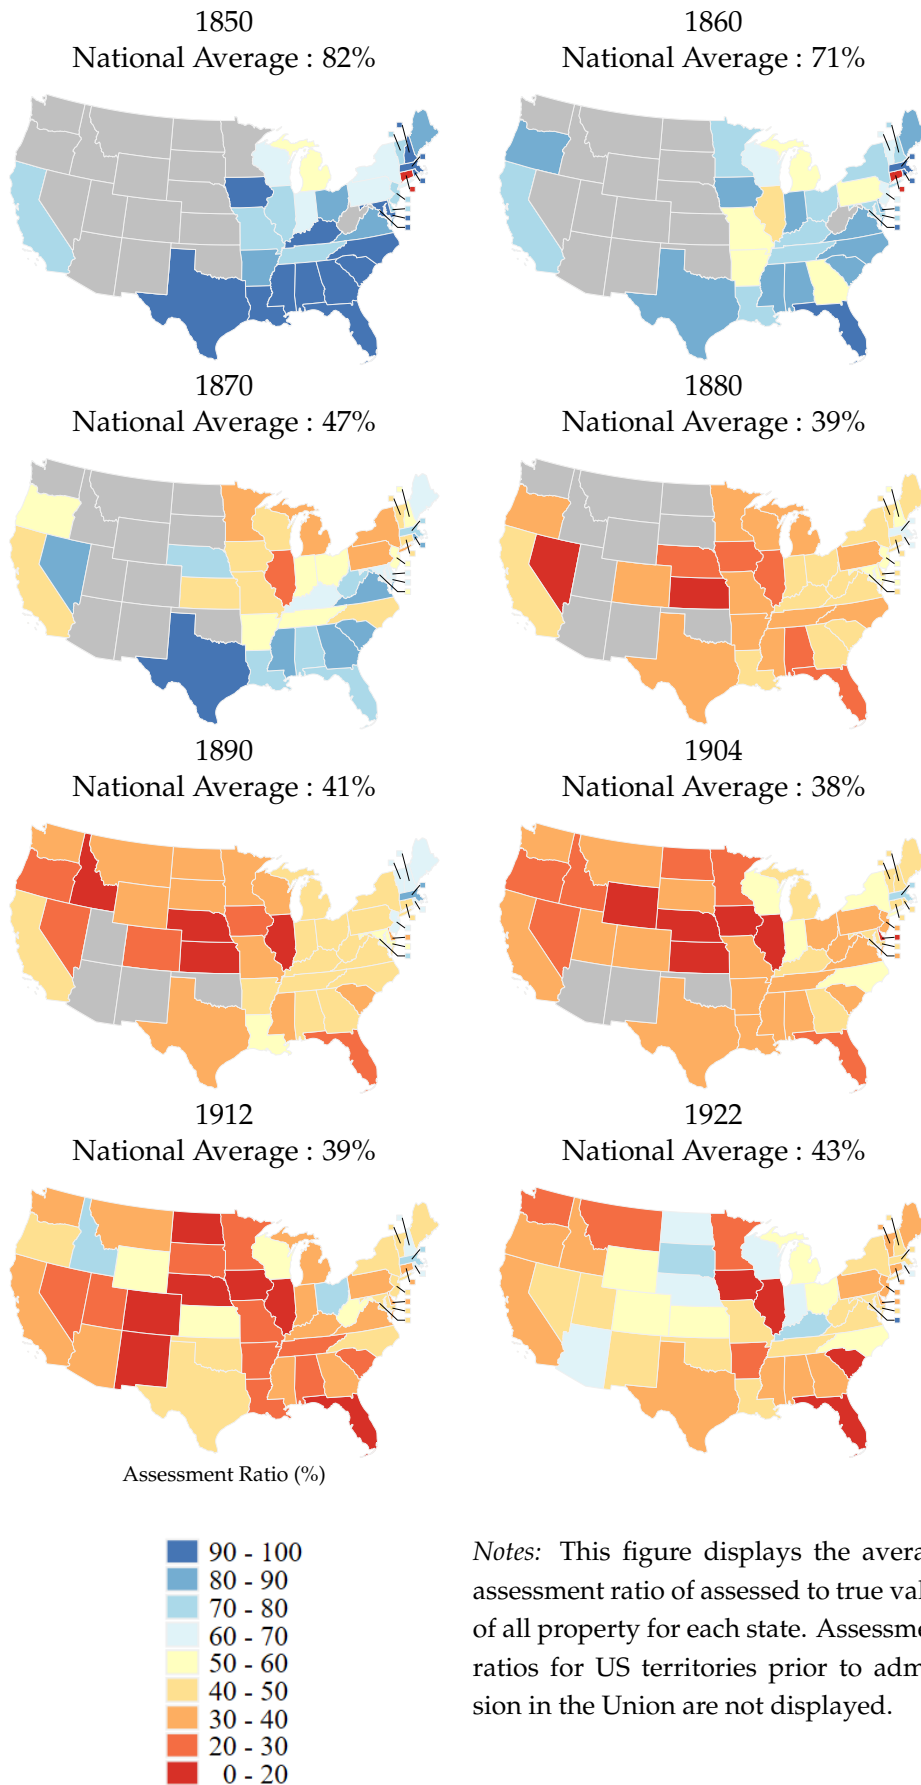 1850
National Average : 82%
1860
National Average : 71%
1870
National Average : 47%
1880
National Average : 39%
1890
National Average : 41%
1904
National Average : 38%
1912
National Average : 39%
1922
National Average : 43%
Assessment Ratio (%)
90 - 100
80 - 90
70 - 80
60 - 70
50 - 60
40 - 50
30 - 40
20 - 30
0 - 20
Notes: This figure displays the avera
assessment ratio of assessed to true val
of all property for each state. Assessme
ratios for US territories prior to adm
sion in the Union are not displayed.